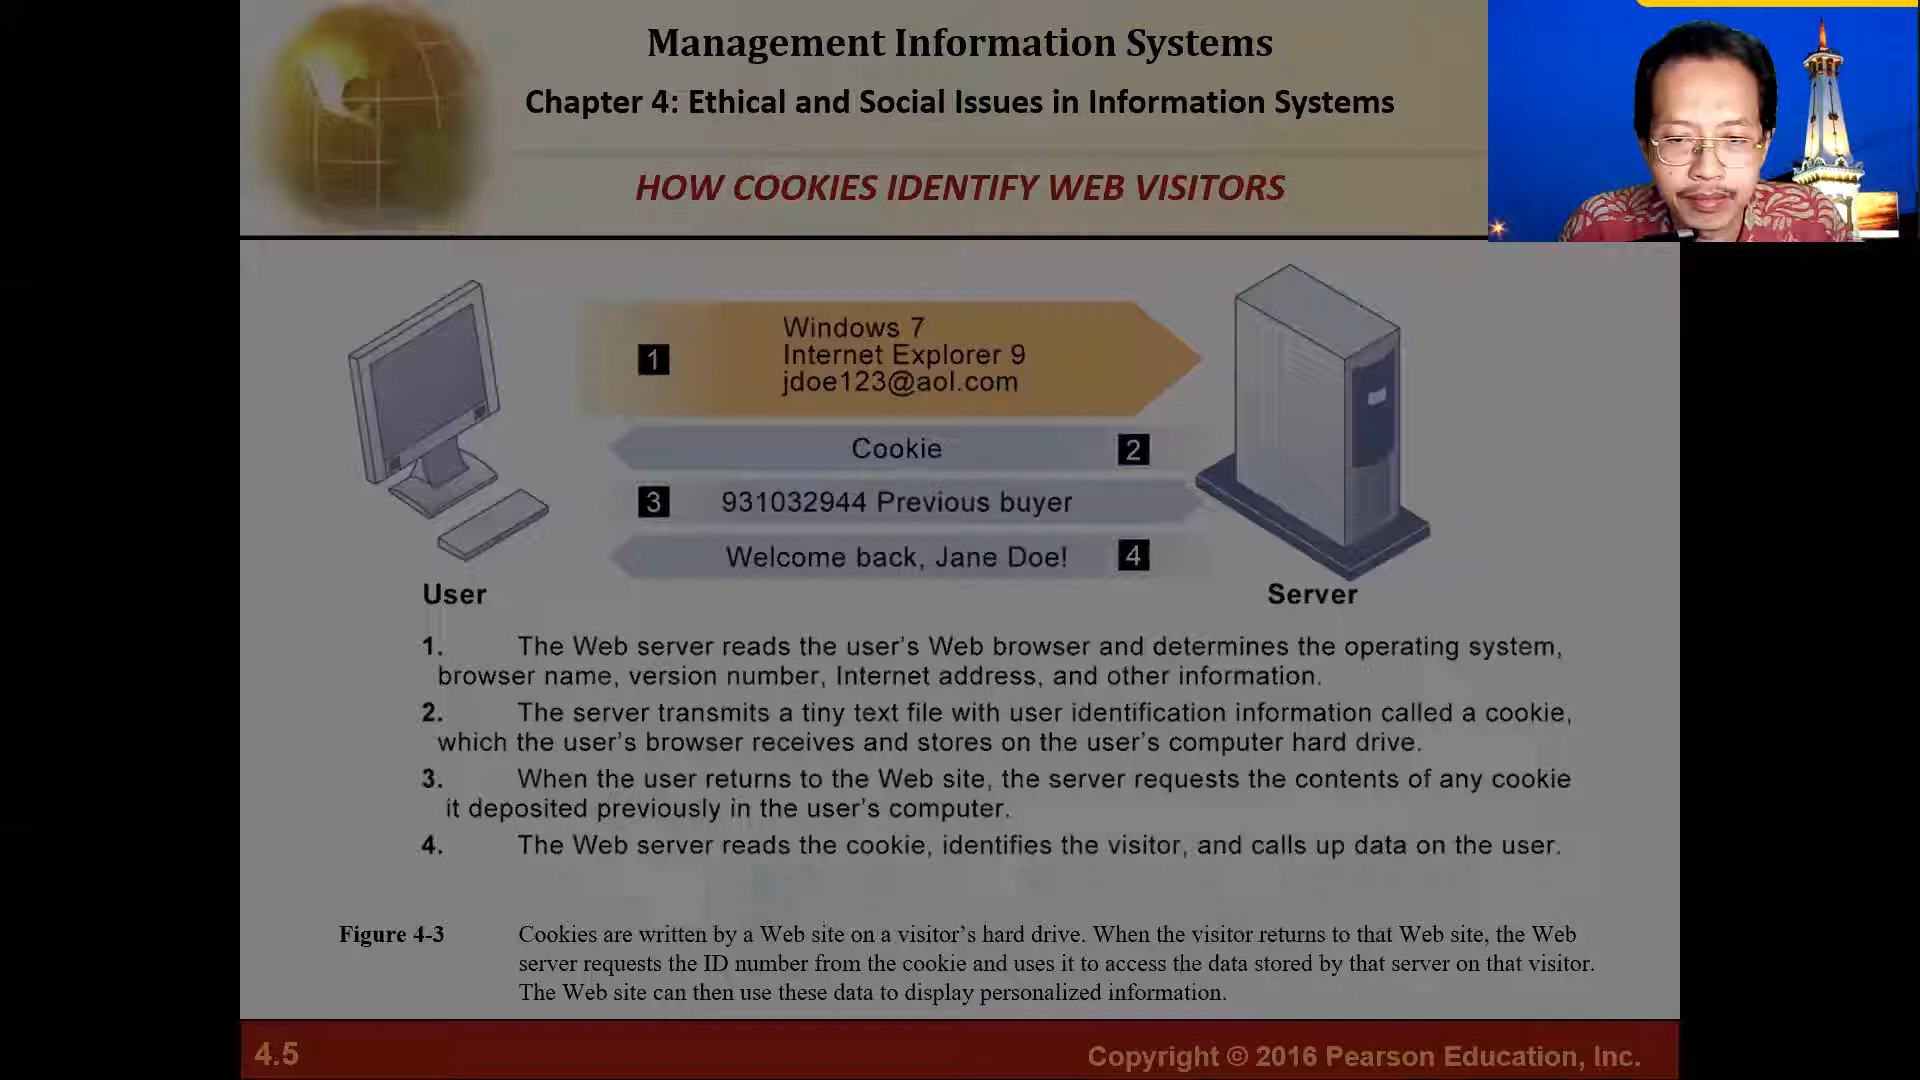 Management Information Systems
Chapter 4: Ethical and Social Issues in Information Systems
HOW COOKIES IDENTIFY WEB VISITORS
1
Windows 7
Internet Explorer 9
jdoe123@aol.com
Cookie 2
3 931032944 Previous buyer
Welcome back, Jane Doe! 4
User
Server
1. The Web server reads the user's Web browser and determines the operating system,
browser name, version number, Internet address, and other information.
2. The server transmits a tiny text file with user identification information called a cookie,
which the user's browser receives and stores on the user's computer hard drive.
3. When the user returns to the Web site, the server requests the contents of any cookie
it deposited previously in the user's computer.
4. The Web server reads the cookie, identifies the visitor, and calls up data on the user.
Figure 4-3 Cookies are written by a Web site on a visitor's hard drive. When the visitor returns to that Web site, the Web
server requests the ID number from the cookie and uses it to access the data stored by that server on that visitor.
The Web site can then use these data to display personalized information.
4.5
Copyright © 2016 Pearson Education, Inc.